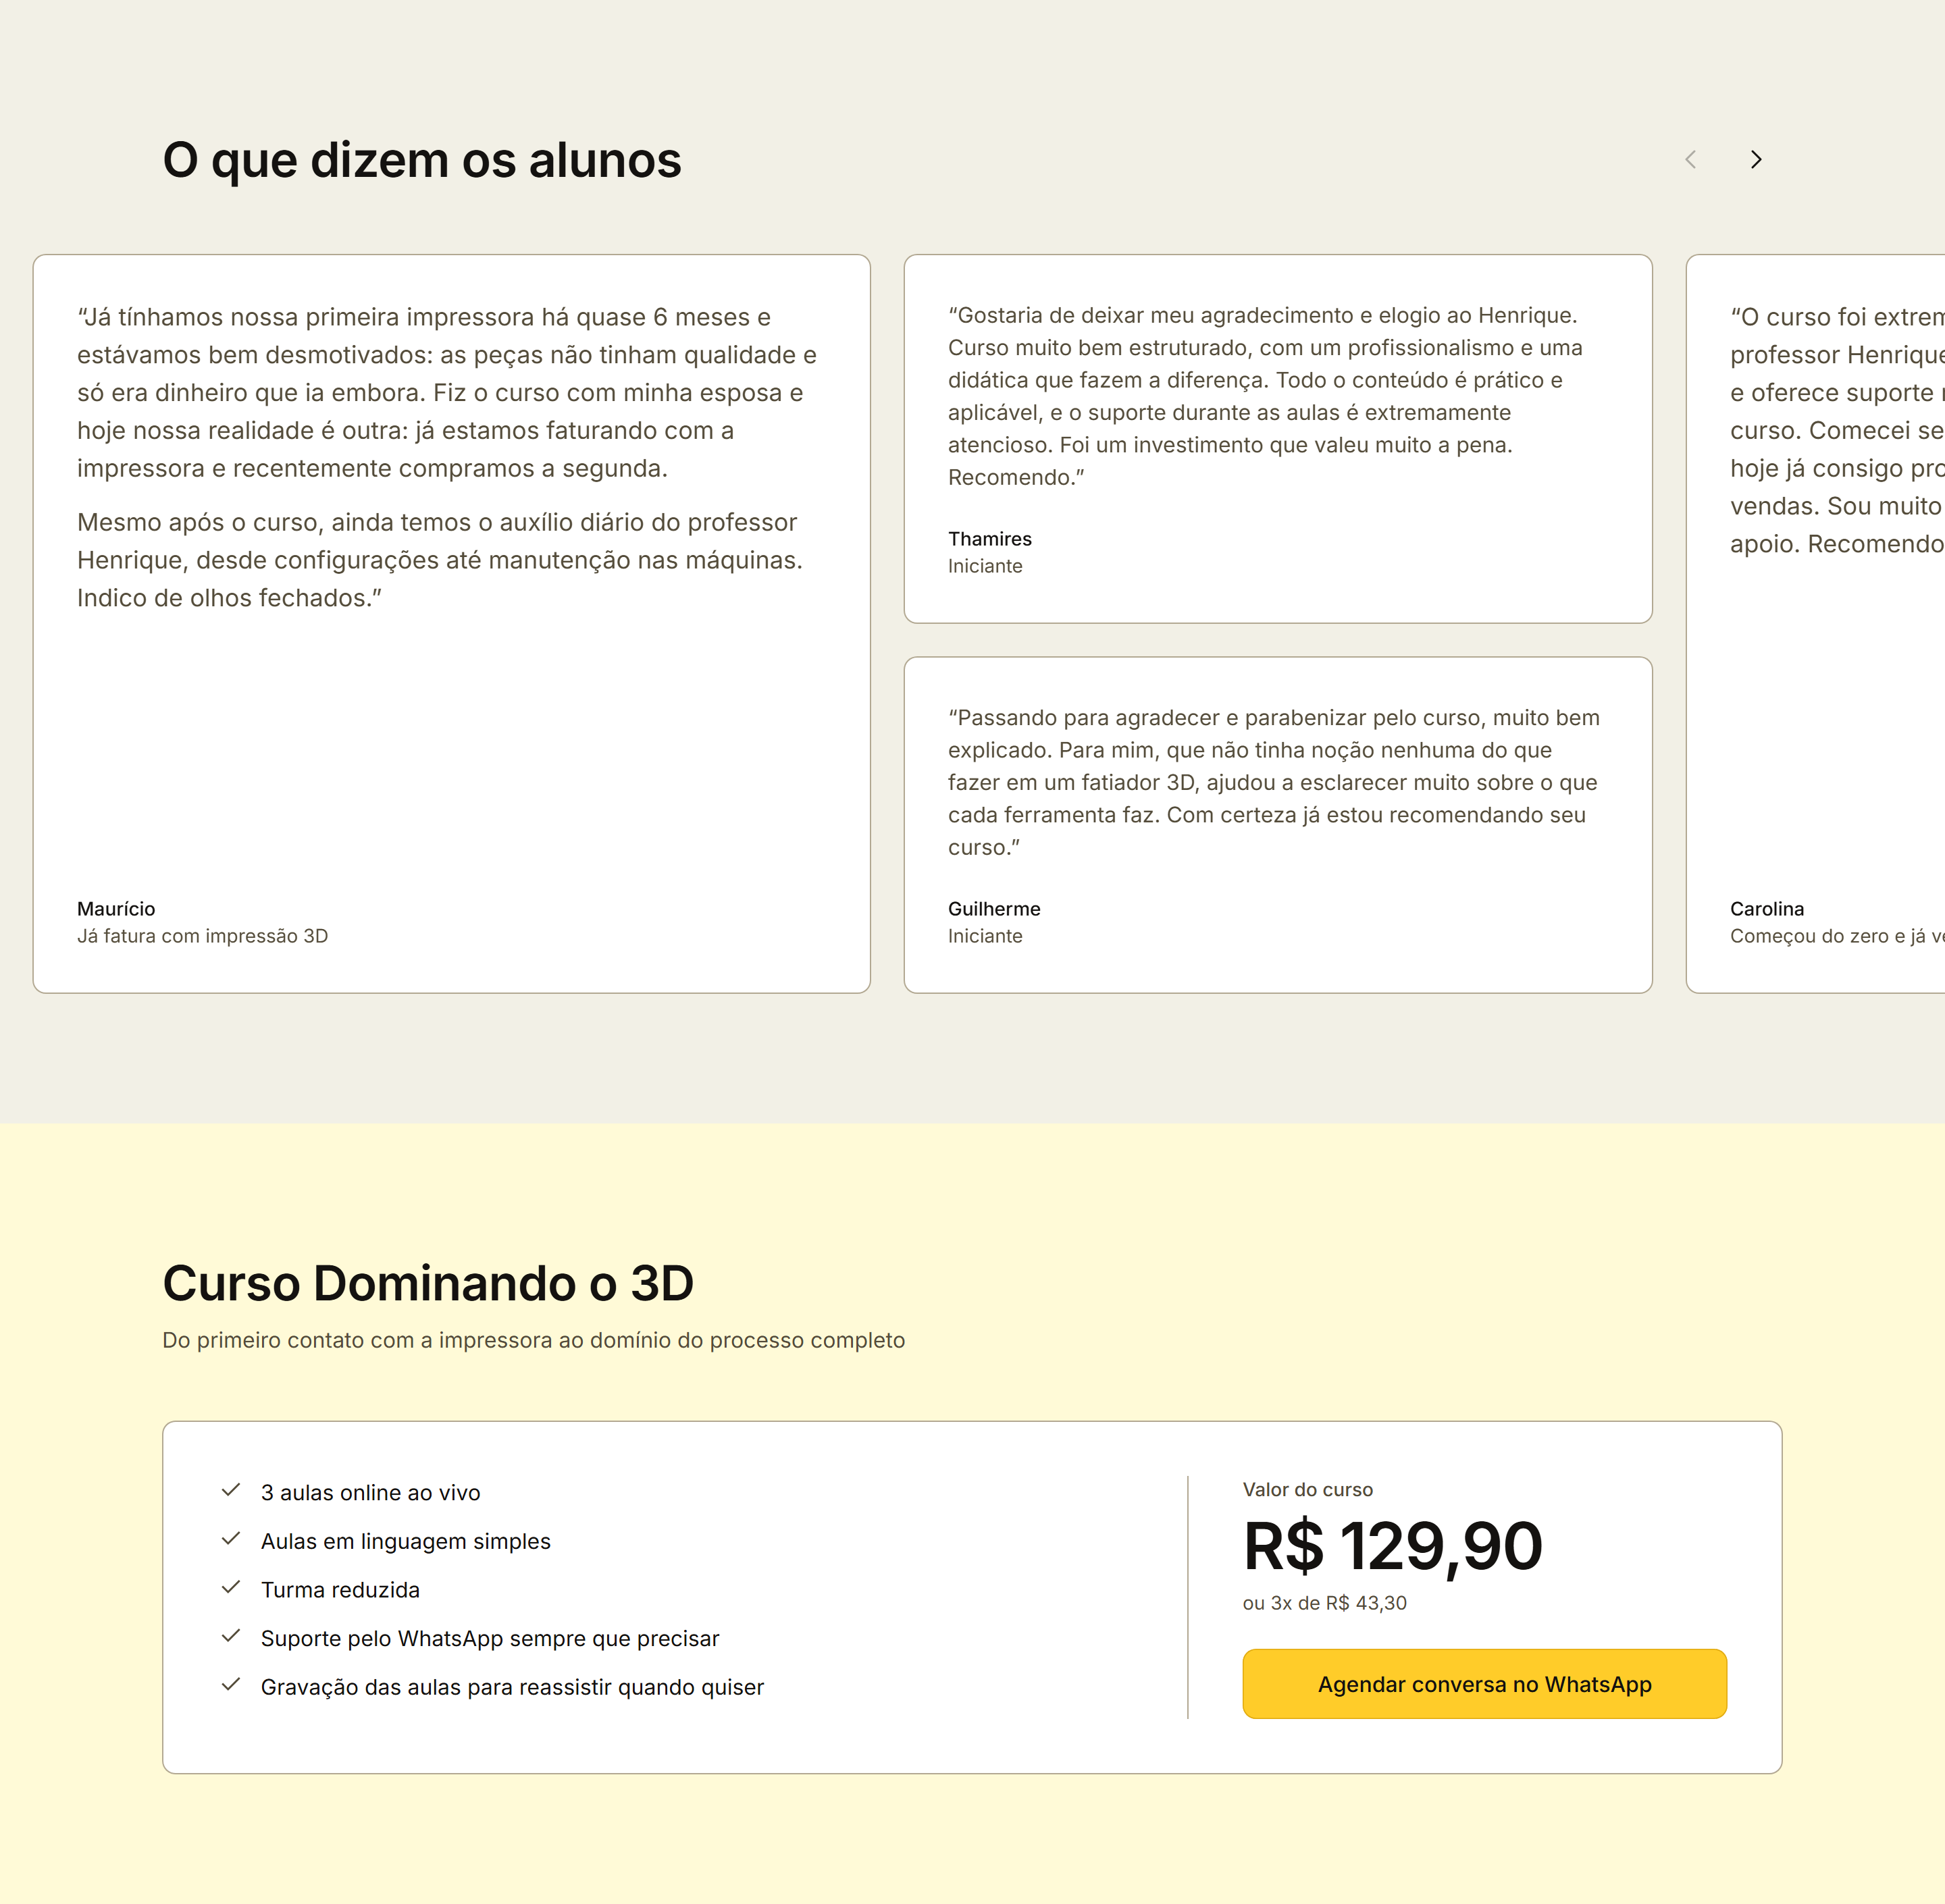 O que dizem os alunos
“Já tínhamos nossa primeira impressora há quase 6 meses e
estávamos bem desmotivados: as peças não tinham qualidade e
só era dinheiro que ia embora. Fiz o curso com minha esposa e
hoje nossa realidade é outra: já estamos faturando com a
impressora e recentemente compramos a segunda.
Mesmo após o curso, ainda temos o auxílio diário do professor
Henrique, desde configurações até manutenção nas máquinas.
Indico de olhos fechados.”
Maurício
Já fatura com impressão 3D
“Gostaria de deixar meu agradecimento e elogio ao Henrique.
Curso muito bem estruturado, com um profissionalismo e uma
didática que fazem a diferença. Todo o conteúdo é prático e
aplicável, e o suporte durante as aulas é extremamente
atencioso. Foi um investimento que valeu muito a pena.
Recomendo.”
Thamires
Iniciante
“Passando para agradecer e parabenizar pelo curso, muito bem
explicado. Para mim, que não tinha noção nenhuma do que
fazer em um fatiador 3D, ajudou a esclarecer muito sobre o que
cada ferramenta faz. Com certeza já estou recomendando seu
curso.”
Guilherme
Iniciante
“O curso foi
professor Henrique
e oferece suporte
curso. Comecei
hoje já consigo
vendas. Sou muito
apoio. Recomendo
Carolina
Começou do zero e já
Curso Dominando o 3D
Do primeiro contato com a impressora ao domínio do processo completo
3 aulas online ao vivo
Aulas em linguagem simples
Turma reduzida
Suporte pelo WhatsApp sempre que precisar
Gravação das aulas para reassistir quando quiser
Valor do curso
R$ 129,90
ou 3x de R$ 43,30
Agendar conversa no WhatsApp